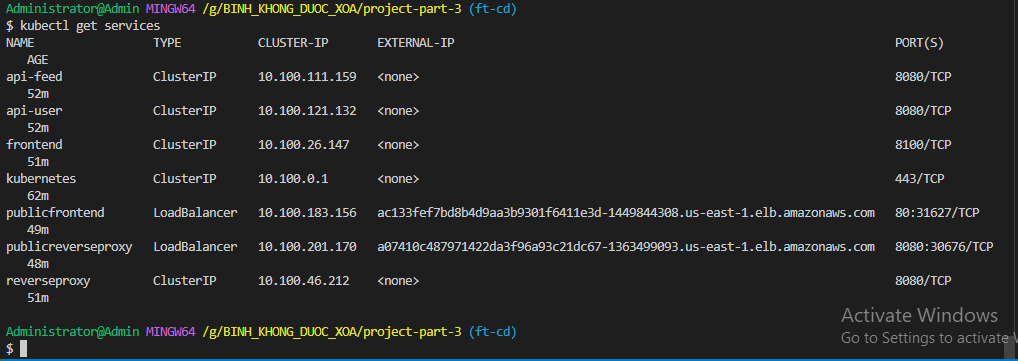 Administrator@Admin MINGW64 /g/BINH_KHONG_DUOC_XOA/project-part-3 (ft-cd)
$ kubectl get services
NAME TYPE CLUSTER-IP EXTERNAL-IP PORT(S)
AGE
api-feed ClusterIP 10.100.111.159 <none> 8080/TCP
52m
api-user ClusterIP 10.100.121.132 <none> 8080/TCP
52m
frontend ClusterIP 10.100.26.147 <none> 8100/TCP
51m
kubernetes ClusterIP 10.100.0.1 <none> 443/TCP
62m
publicfrontend LoadBalancer 10.100.183.156 ac133fef7bd8b4d9aa3b9301f6411e3d-1449844308.us-east-1.elb.amazonaws.com 80:31627/TCP
49m
publicreverseproxy LoadBalancer 10.100.201.170 a07410c487971422da3f96a93c21dc67-1363499093.us-east-1.elb.amazonaws.com 8080:30676/TCP
48m
reverseproxy ClusterIP 10.100.46.212 <none> 8080/TCP
51m
Administrator@Admin MINGW64 /g/BINH_KHONG_DUOC_XOA/project-part-3 (ft-cd)
$
Activate Windows
Go to Settings to activate W